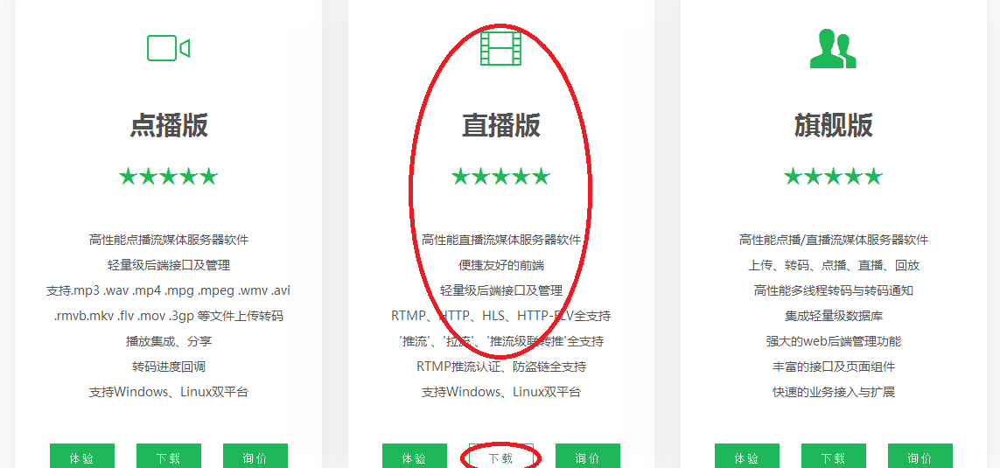 点播版
★★★★★
高性能点播流媒体服务器软件
轻量级后端接口及管理
支持.mp3 .wav .mp4 .mpg .mpeg .wmv .avi
.rmvb.mkv .flv .mov .3gp 等文件上传转码
播放集成、分享
转码进度回调
支持Windows、Linux双平台
体验 下载 询价
直播版
★★★★★
高性能直播流媒体服务器软件
便捷友好的前端
轻量级后端接口及管理
RTMP、HTTP、HLS、HTTP-FLV全支持
'推流'、'拉流'、'推流级联转推'全支持
RTMP推流认证、防盗链全支持
支持Windows、Linux双平台
体验 下载 询价
旗舰版
★★★★★
高性能点播/直播流媒体服务器软件
上传、转码、点播、直播、回放
高性能多线程转码与转码通知
集成轻量级数据库
强大的web后端管理功能
丰富的接口及页面组件
快速的业务接入与扩展
体验 下载 询价